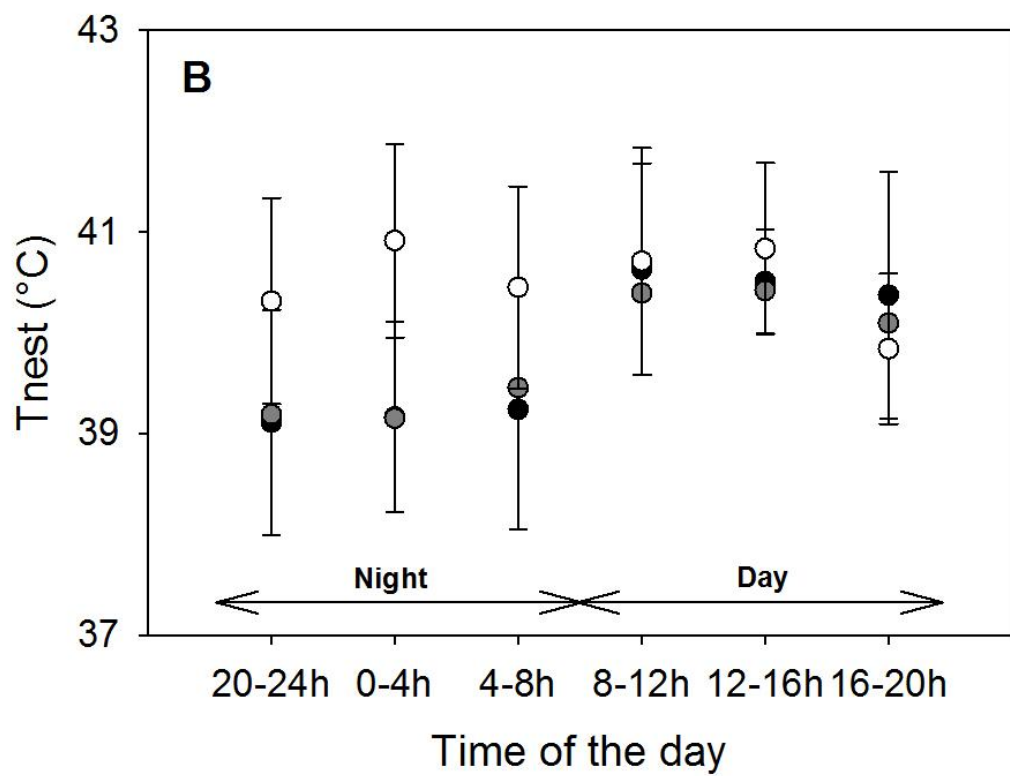 43
B
41
Tnest (°C)
39
Night
Day
37
20-24h 0-4h 4-8h 8-12h 12-16h 16-20h
Time of the day